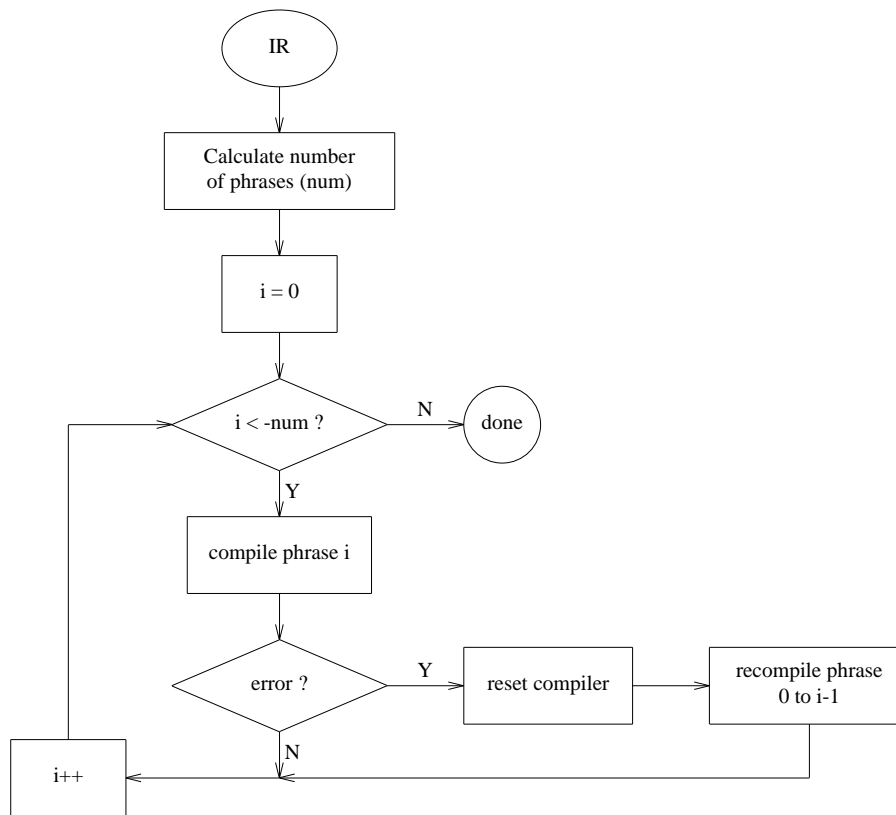 IR
Calculate number
of phrases (num)
i = 0
i < -num ?
N
done
Y
compile phrase i
error ?
Y
reset compiler
recompile phrase
0 to i-1
N
i++